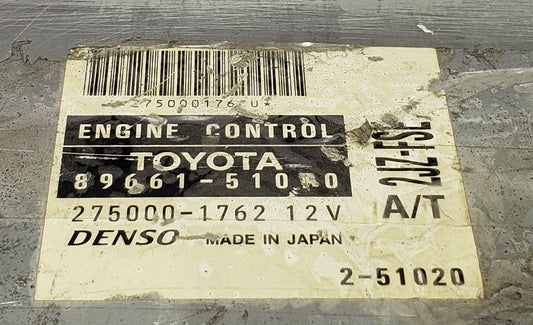 ENGINE CONTROL
TOYOTA
275000-1762 12V
DENSO MADE IN JAPAN
2JZ-FSE
A/T
2-51020